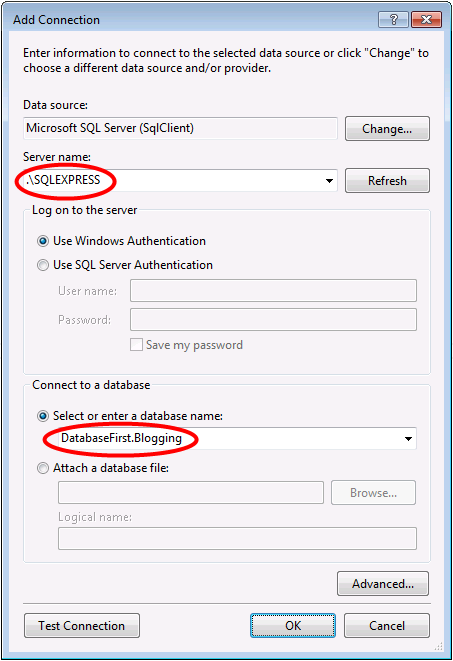 Add Connection
Enter information to connect to the selected data source or click "Change" to
choose a different data source and/or provider.
Data source:
Microsoft SQL Server (SqlClient)
Change...
Server name:
.\SQLEXPRESS
Refresh
Log on to the server
Use Windows Authentication
Use SQL Server Authentication
User name:
Password:
Save my password
Connect to a database
Select or enter a database name:
DatabaseFirst.Blogging
Attach a database file:
Browse...
Logical name:
Advanced...
Test Connection
OK
Cancel